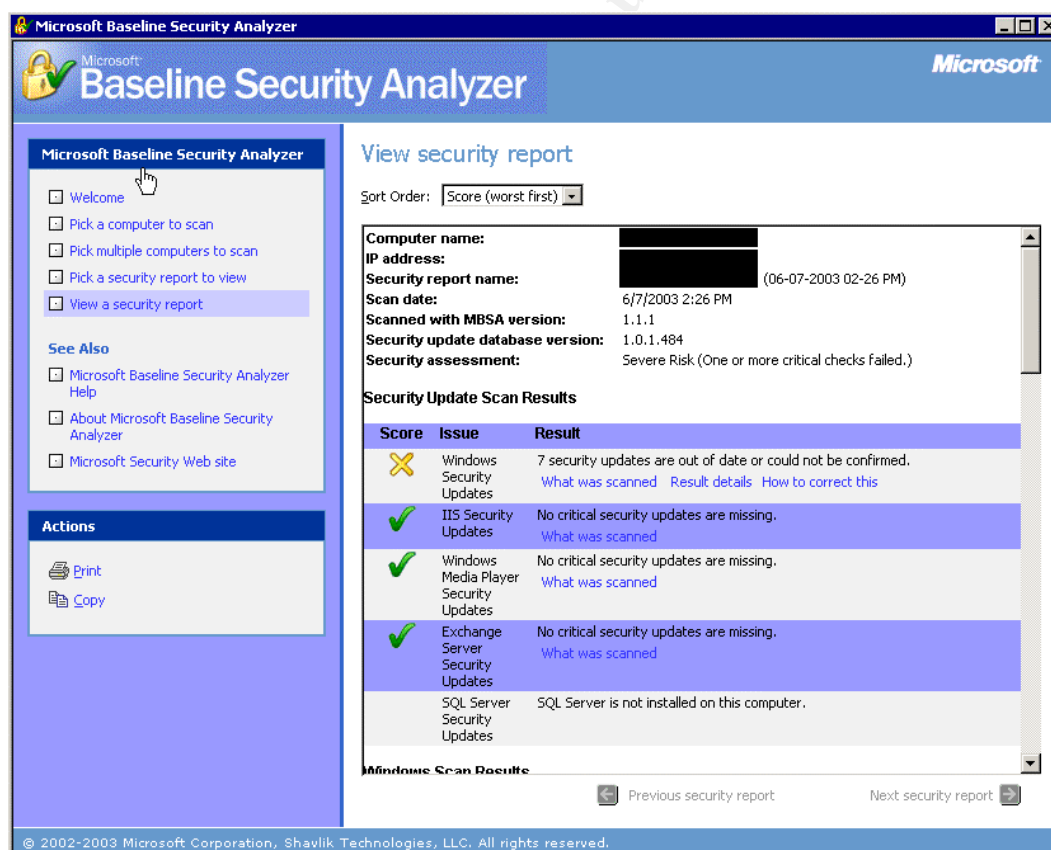 Microsoft Baseline Security Analyzer
Microsoft
Baseline Security Analyzer
Microsoft
Microsoft Baseline Security Analyzer
Welcome
Pick a computer to scan
Pick multiple computers to scan
Pick a security report to view
View a security report
See Also
Microsoft Baseline Security Analyzer
Help
About Microsoft Baseline Security
Analyzer
Microsoft Security Web site
Actions
Print
Copy
View security report
Sort Order: Score (worst first)
Computer name:
IP address:
Security report name: (06-07-2003 02-26 PM)
Scan date: 6/7/2003 2:26 PM
Scanned with MBSA version: 1.1.1
Security update database version: 1.0.1.484
Security assessment: Severe Risk (One or more critical checks failed.)
Security Update Scan Results
Score Issue Result
Windows
Security
Updates
7 security updates are out of date or could not be confirmed.
What was scanned Result details How to correct this
IIS Security
Updates
No critical security updates are missing.
What was scanned
Windows
Media Player
Security
Updates
No critical security updates are missing.
What was scanned
Exchange
Server
Security
Updates
No critical security updates are missing.
What was scanned
SQL Server
Security
Updates
SQL Server is not installed on this computer.
Windows Scan Results
Previous security report Next security report
© 2002-2003 Microsoft Corporation, Shavlik Technologies, LLC. All rights reserved.